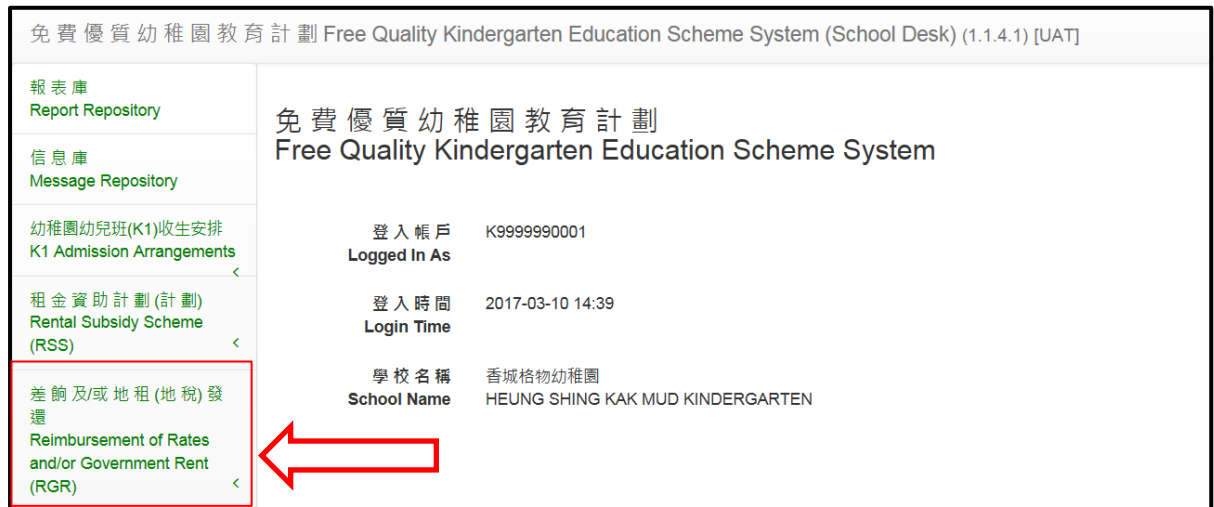 免費優質幼稚園教育計劃 Free Quality Kindergarten Education Scheme System (School Desk) (1.1.4.1) [UAT]
報表庫
Report Repository
信息庫
Message Repository
幼稚園幼兒班(K1)收生安排
K1 Admission Arrangements
<
租金資助計劃 (計劃)
Rental Subsidy Scheme
(RSS) <
差餉及/或地租 (地稅) 發
還
Reimbursement of Rates
and/or Government Rent
(RGR) <
免費優質幼稚園教育計劃
Free Quality Kindergarten Education Scheme System
登入帳戶 K9999990001
Logged In As
登入時間 2017-03-10 14:39
Login Time
學校名稱 香城格物幼稚園
School Name HEUNG SHING KAK MUD KINDERGARTEN